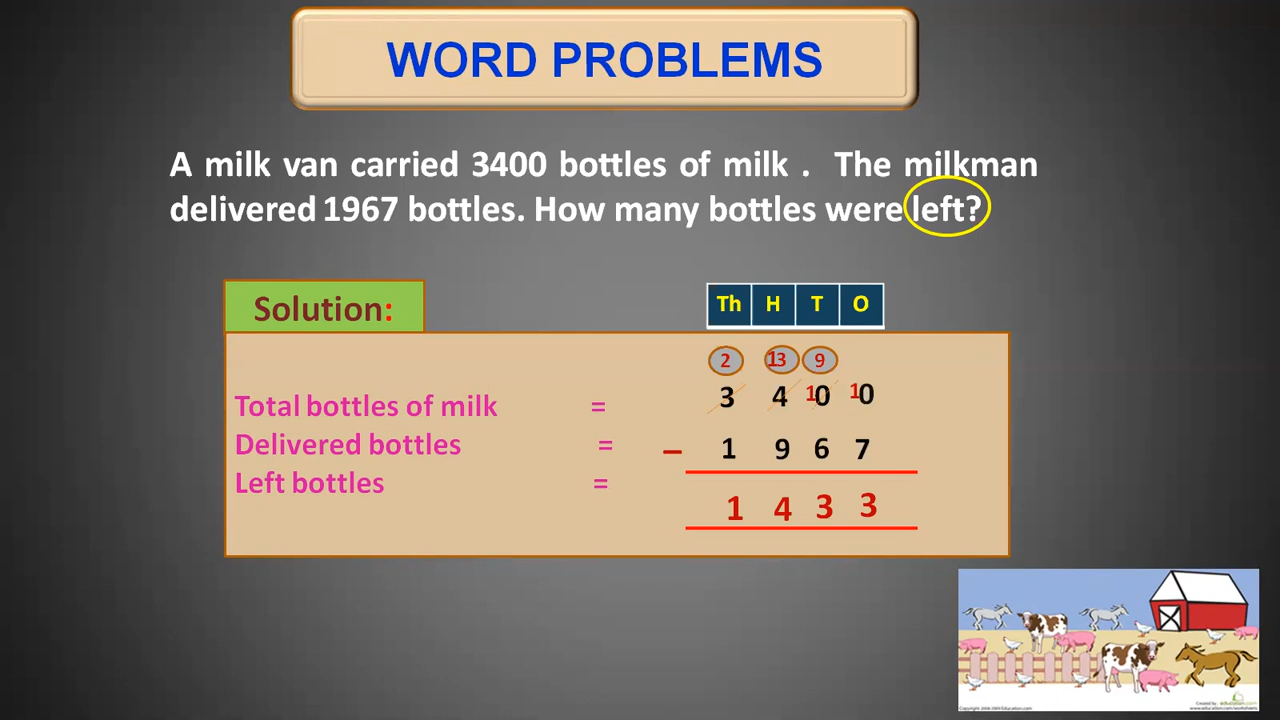 WORD PROBLEMS
A milk van carried 3400 bottles of milk . The milkman
delivered 1967 bottles. How many bottles were left?
Solution:
Th H T O
2 13 9
Total bottles of milk = 3 4 10 10
Delivered bottles = – 1 9 6 7
Left bottles = 1 4 3 3